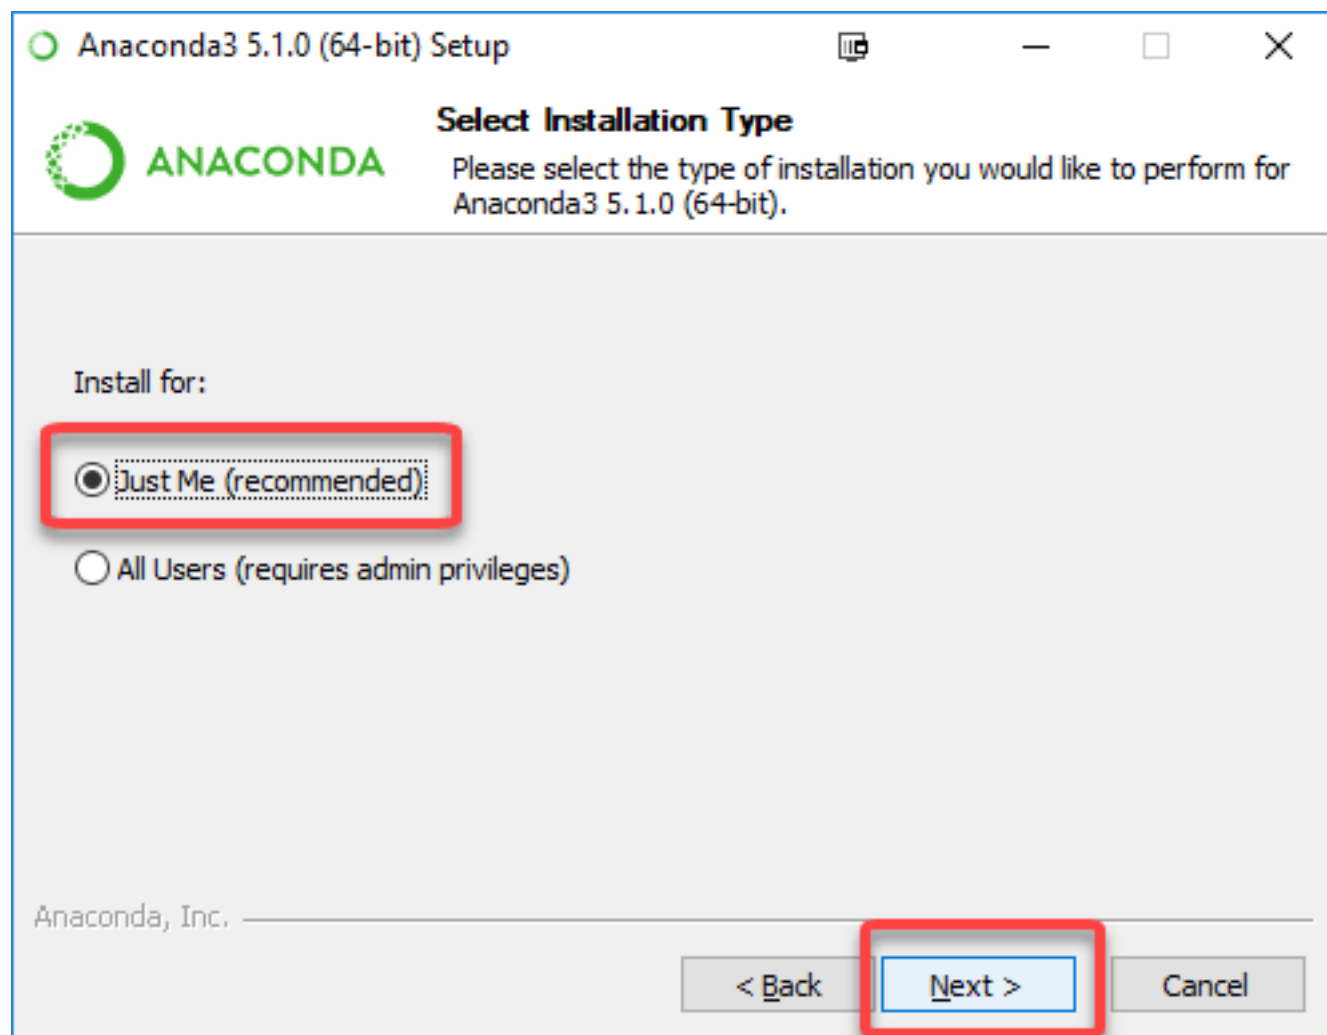 Anaconda3 5.1.0 (64-bit) Setup
ANACONDA
Select Installation Type
Please select the type of installation you would like to perform for
Anaconda3 5.1.0 (64-bit).
Install for:
Just Me (recommended)
All Users (requires admin privileges)
Anaconda, Inc.
< Back
Next >
Cancel